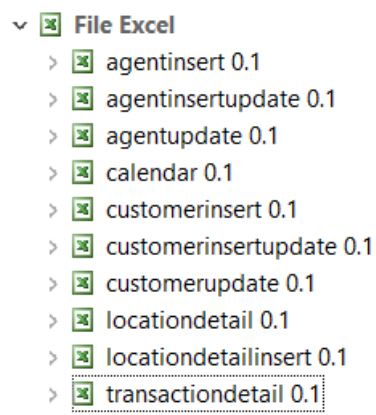 File Excel
agentinsert 0.1
agentinsertupdate 0.1
agentupdate 0.1
calendar 0.1
customerinsert 0.1
customerinsertupdate 0.1
customerupdate 0.1
locationdetail 0.1
locationdetailinsert 0.1
transactiondetail 0.1